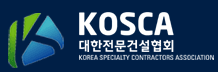 KOSCA
대한전문건설협회
KOREA SPECIALTY CONTRACTORS ASSOCIATION